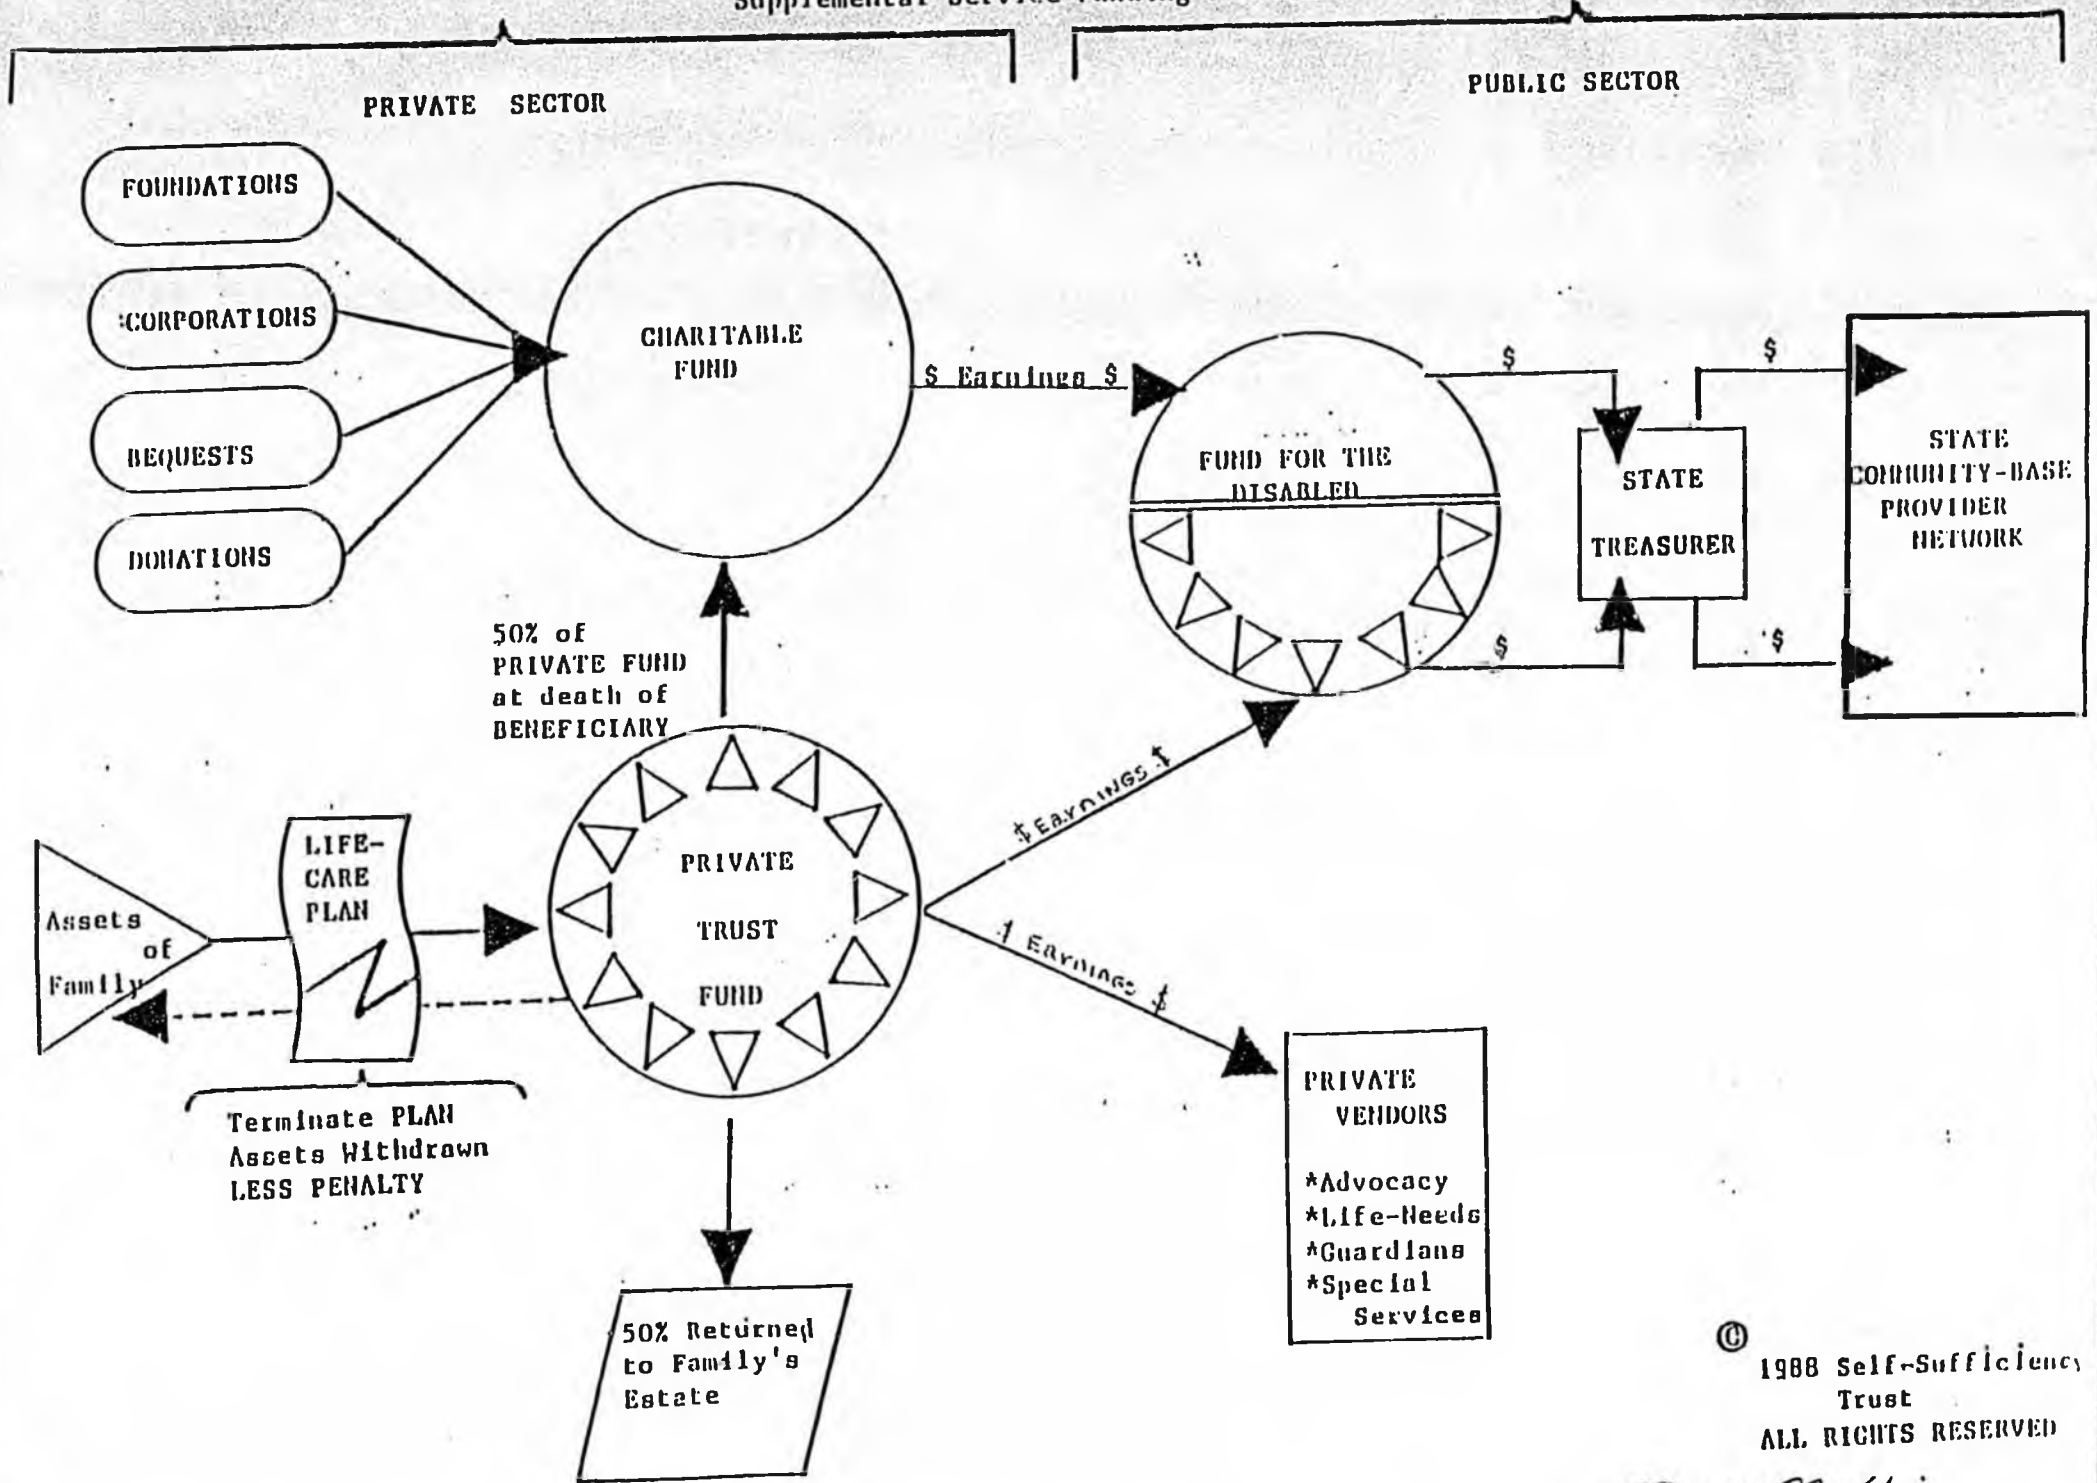 Supplemental Service Funding
PRIVATE SECTOR
PUBLIC SECTOR
FOUNDATIONS
CORPORATIONS
BEQUESTS
DONATIONS
CHARITABLE
FUND
$ Earnings $
FUND FOR THE
DISABLED
$
$
STATE
TREASURER
$
$
STATE
COMMUNITY-BASE
PROVIDER
NETWORK
50% of
PRIVATE FUND
at death of
BENEFICIARY
Assets
of
Family
LIFE-
CARE
PLAN
PRIVATE
TRUST
FUND
$ EARNINGS $
$ EARNINGS $
Terminate PLAN
Assets Withdrawn
LESS PENALTY
PRIVATE
VENDORS
*Advocacy
*Life-Needs
*Guardians
*Special
Services
50% Returned
to Family's
Estate
©
1988 Self-Sufficiency
Trust
ALL RIGHTS RESERVED